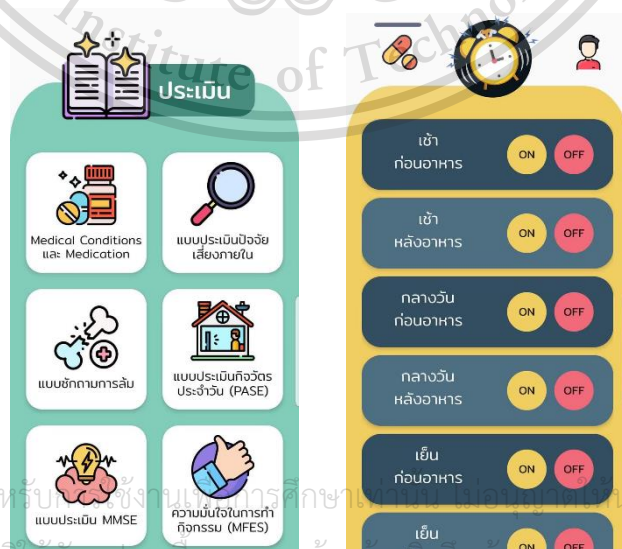 Institute of Techno
ประเมิน
Medical Conditions
และ Medication
แบบประเมินปัจจัย
เสี่ยงภายใน
แบบซักถามการล้ม
แบบประเมินกิจวัตร
ประจำวัน (PASE)
แบบประเมิน MMSE
ความมั่นใจในการทำ
กิจกรรม (MFES)
เช้า
ก่อนอาหาร
ON
OFF
เช้า
หลังอาหาร
ON
OFF
กลางวัน
ก่อนอาหาร
ON
OFF
กลางวัน
หลังอาหาร
ON
OFF
เย็น
ก่อนอาหาร
ON
OFF
เย็น
ON
OFF